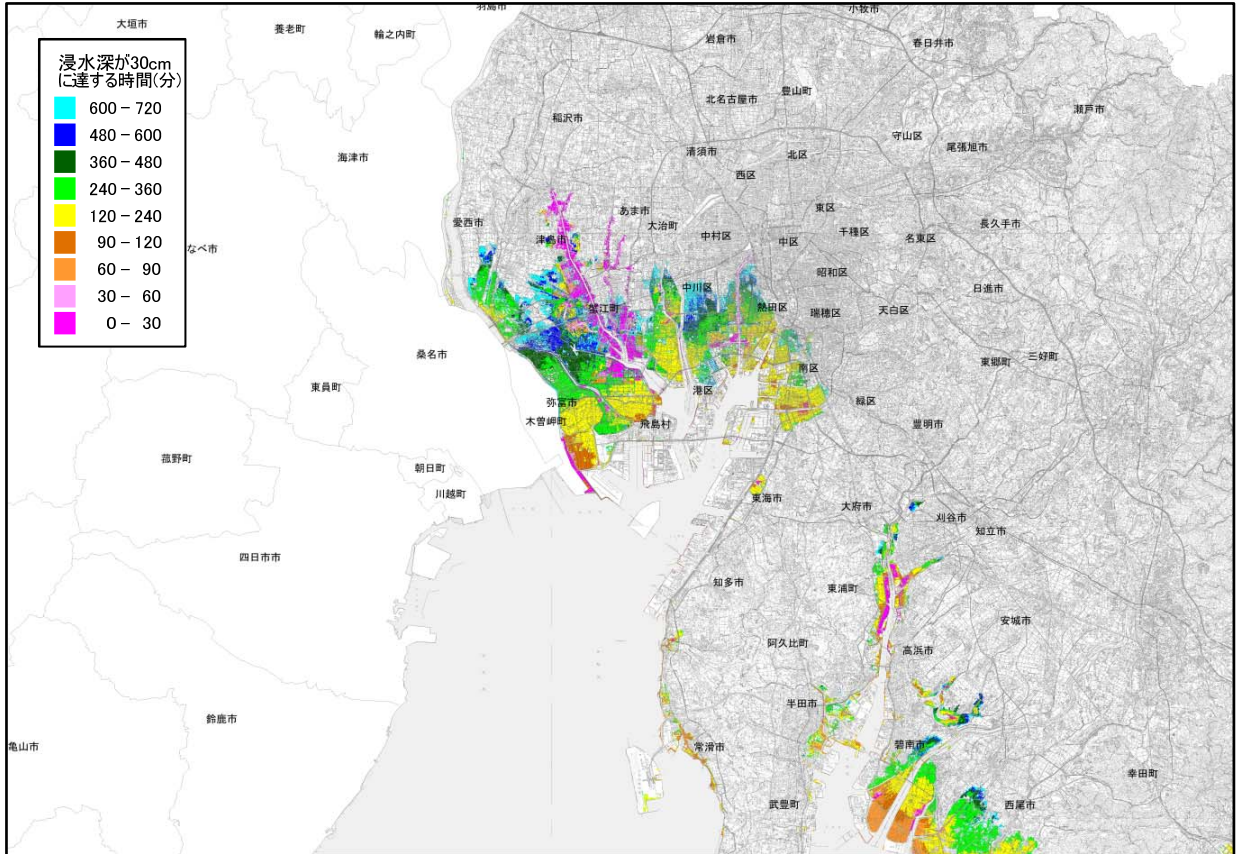 浸水深が30cm
に達する時間(分)
600－720
480－600
360－480
240－360
120－240
90－120
60－ 90
30－ 60
0－ 30
大垣市
養老町
輪之内町
羽島市
小牧市
岩倉市
春日井市
北名古屋市
豊山町
瀬戸市
稲沢市
守山区
尾張旭市
海津市
清須市
北区
西区
愛西市
あま市
大治町
東区
長久手市
なべ市
津島市
中村区
中区
千種区
名東区
昭和区
中川区
日進市
蟹江町
熱田区
瑞穂区
天白区
桑名市
東郷町
三好町
東員町
南区
港区
弥富市
緑区
木曽岬町
飛島村
豊明市
菰野町
朝日町
川越町
東海市
大府市
刈谷市
知立市
四日市市
知多市
東浦町
安城市
阿久比町
高浜市
半田市
鈴鹿市
亀山市
常滑市
碧南市
幸田町
武豊町
西尾市